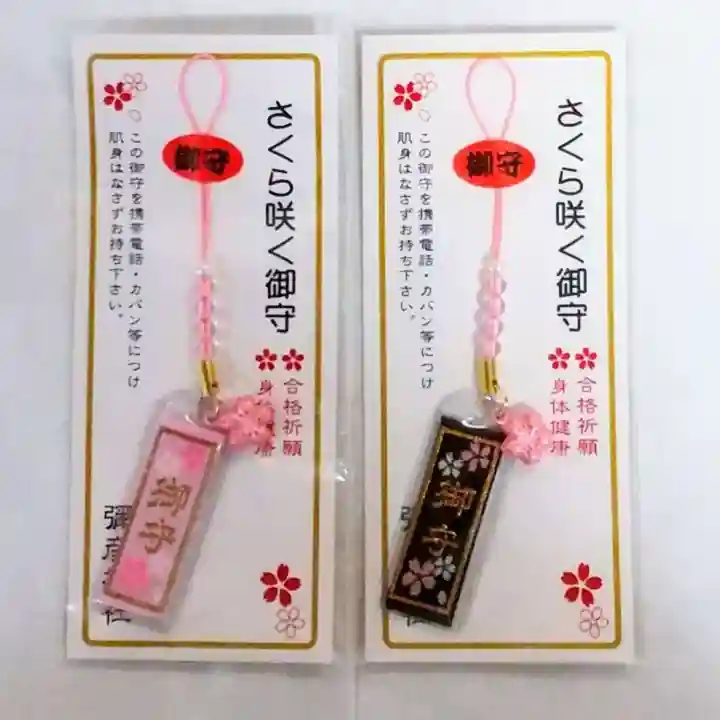 さくら咲く御守
合格祈願
身体健康
御守
この御守を携帯電話・カバン等につけ
肌身はなさずお持ち下さい。
御守
彌彦
社
さくら咲く御守
合格祈願
身体健康
御守
この御守を携帯電話・カバン等につけ
肌身はなさずお持ち下さい。
御守